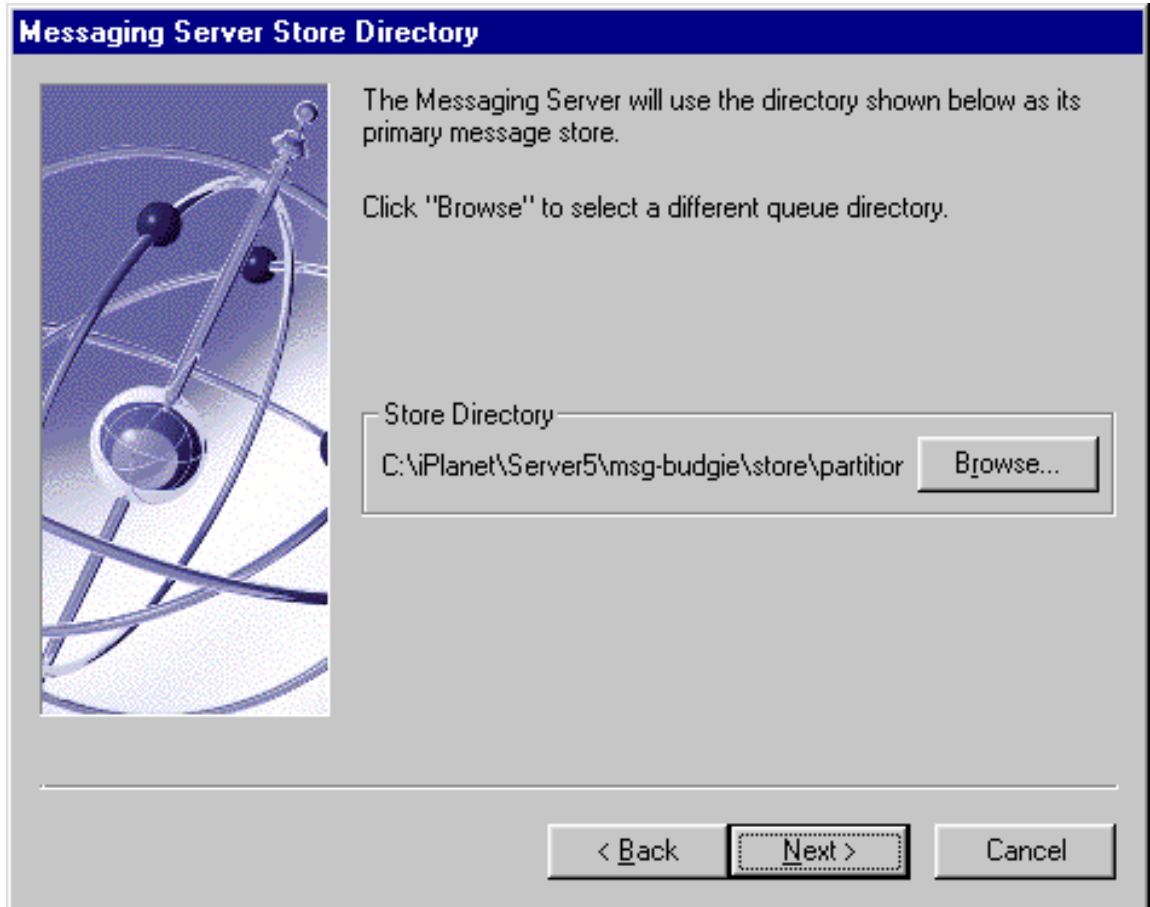 Messaging Server Store Directory
The Messaging Server will use the directory shown below as its
primary message store.
Click "Browse" to select a different queue directory.
Store Directory
C:\iPlanet\Server5\msg-budgie\store\partitior
Browse...
< Back
Next >
Cancel